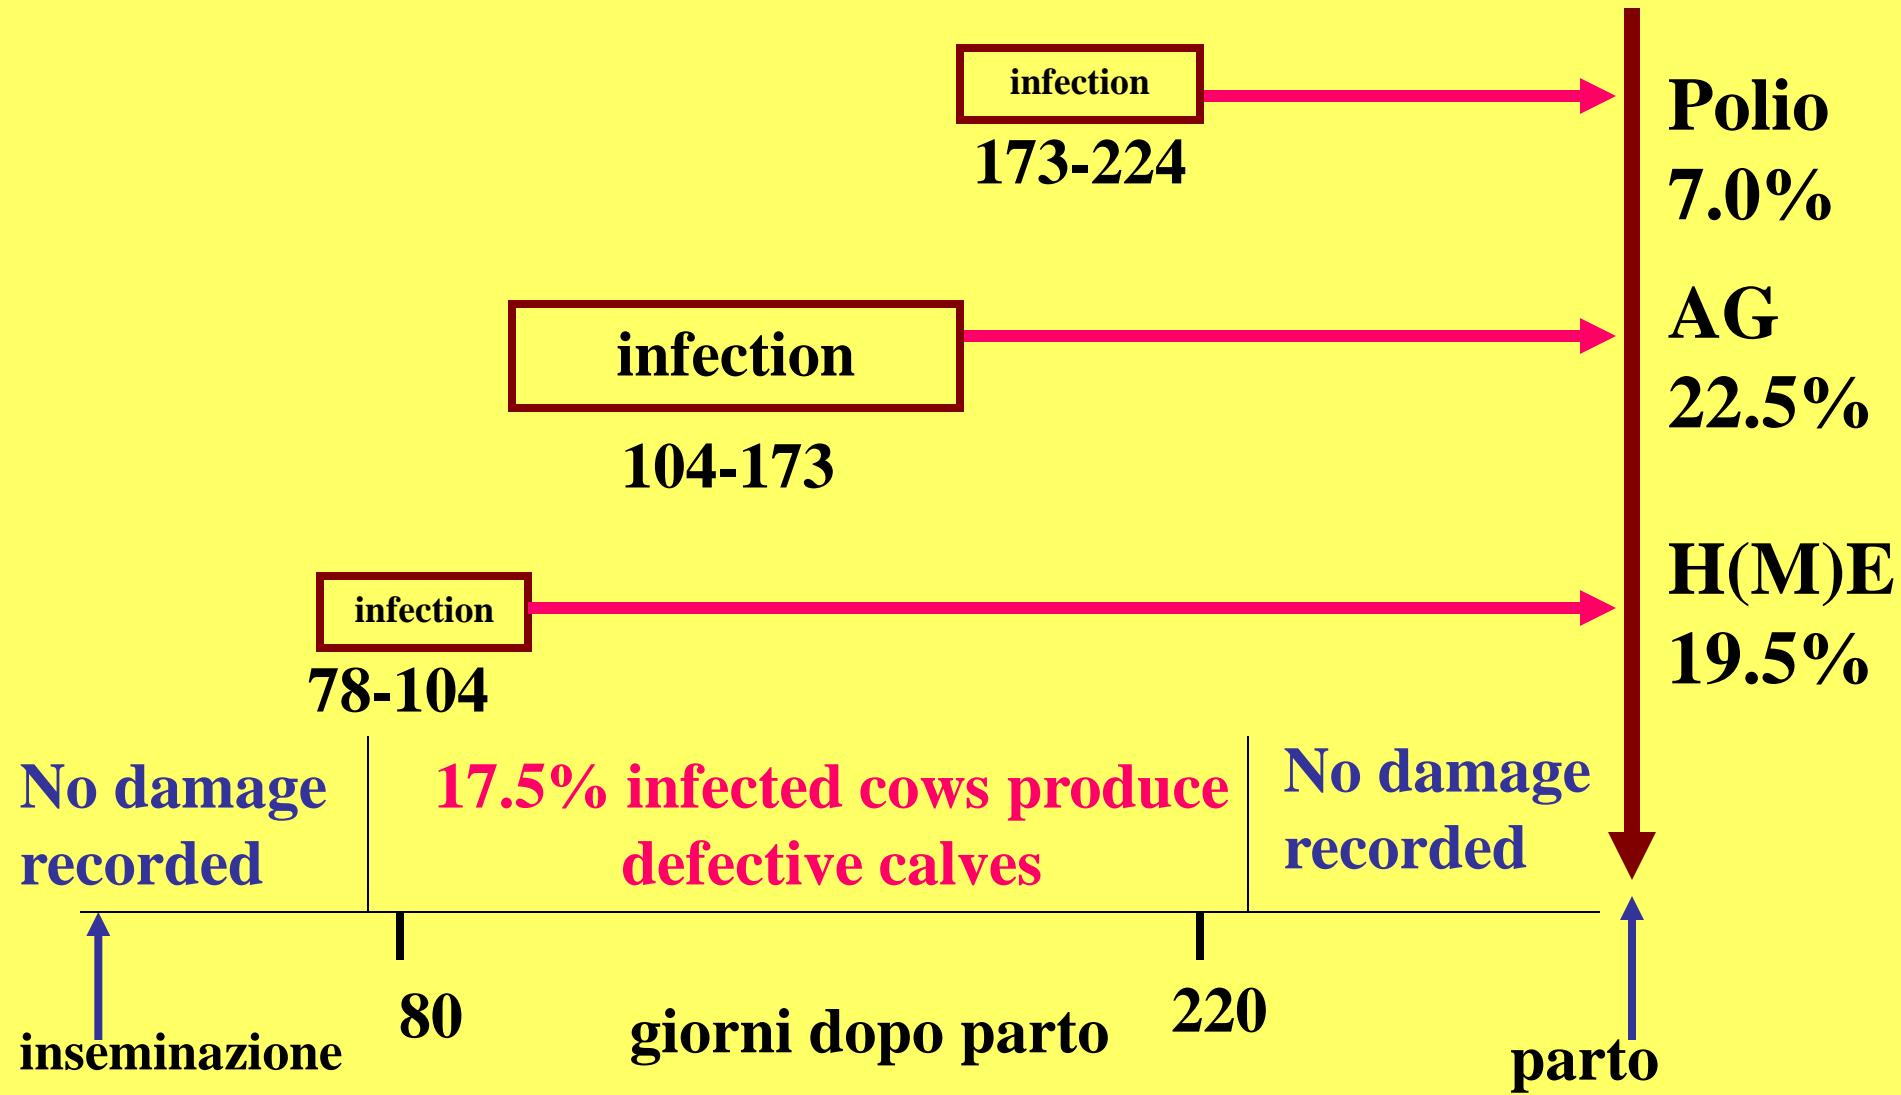 infection
173-224
Polio
7.0%
infection
104-173
AG
22.5%
infection
78-104
H(M)E
19.5%
No damage
recorded
17.5% infected cows produce
defective calves
No damage
recorded
80
giorni dopo parto
220
inseminazione
parto